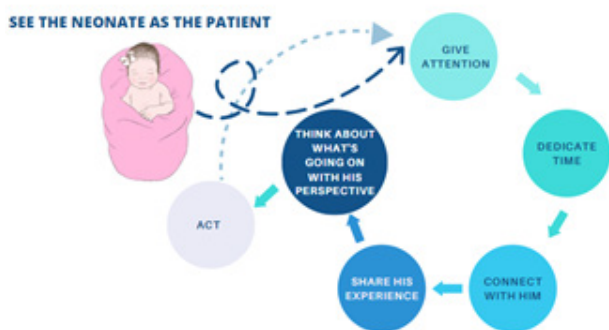 SEE THE NEONATE AS THE PATIENT
GIVE
ATTENTION
DEDICATE
TIME
CONNECT
WITH HIM
SHARE HIS
EXPERIENCE
THINK ABOUT
WHAT'S
GOING ON
WITH HIS
PERSPECTIVE
ACT